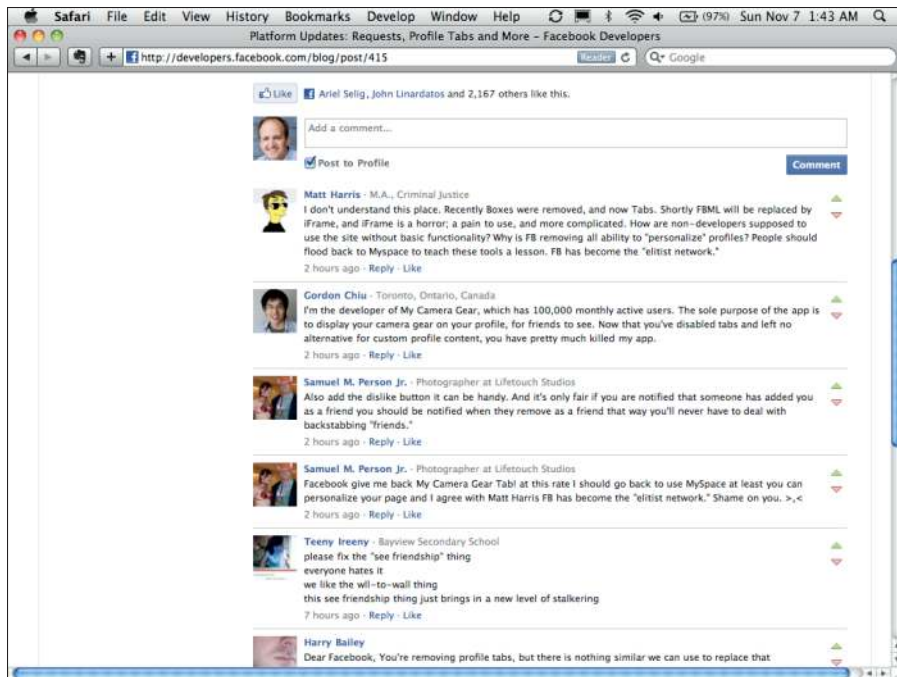 Safari File Edit View History Bookmarks Develop Window Help (97%) Sun Nov 7 1:43 AM
Platform Updates: Requests, Profile Tabs and More – Facebook Developers
http://developers.facebook.com/blog/post/415 Reader Google
Like Ariel Selig, John Linardatos and 2,167 others like this.
Add a comment...
Post to Profile
Comment
Matt Harris · M.A., Criminal Justice
I don't understand this place. Recently Boxes were removed, and now Tabs. Shortly FBML will be replaced by
iFrame, and iFrame is a horror; a pain to use, and more complicated. How are non-developers supposed to
use the site without basic functionality? Why is FB removing all ability to "personalize" profiles? People should
flood back to Myspace to teach these tools a lesson. FB has become the "elitist network."
2 hours ago · Reply · Like
Gordon Chiu · Toronto, Ontario, Canada
I'm the developer of My Camera Gear, which has 100,000 monthly active users. The sole purpose of the app is
to display your camera gear on your profile, for friends to see. Now that you've disabled tabs and left no
alternative for custom profile content, you have pretty much killed my app.
2 hours ago · Reply · Like
Samuel M. Person Jr. · Photographer at Lifetouch Studios
Also add the dislike button it can be handy. And it's only fair if you are notified that someone has added you
as a friend you should be notified when they remove as a friend that way you'll never have to deal with
backstabbing "friends."
2 hours ago · Reply · Like
Samuel M. Person Jr. · Photographer at Lifetouch Studios
Facebook give me back My Camera Gear Tab! at this rate I should go back to use MySpace at least you can
personalize your page and I agree with Matt Harris FB has become the "elitist network." Shame on you. >,<
2 hours ago · Reply · Like
Teeny Ireeny · Bayview Secondary School
please fix the "see friendship" thing
everyone hates it
we like the wll-to-wall thing
this see friendship thing just brings in a new level of stalkering
7 hours ago · Reply · Like
Harry Bailey
Dear Facebook, You're removing profile tabs, but there is nothing similar we can use to replace that